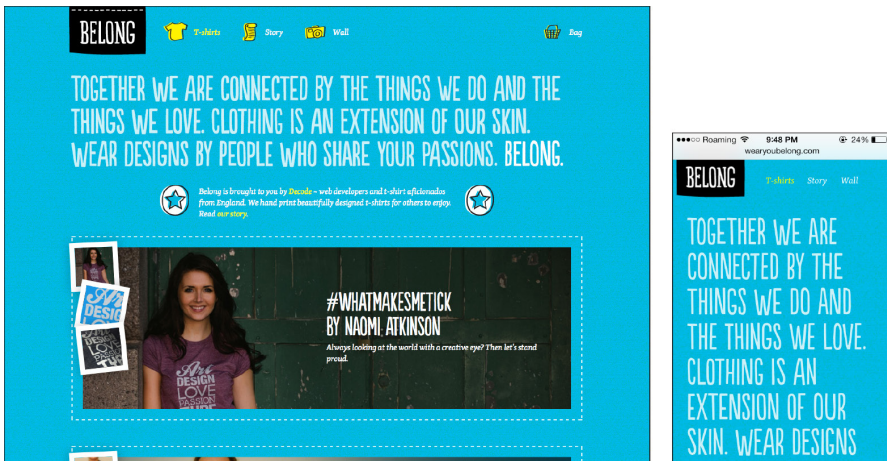 BELONG
T-shirts Story Wall Bag
TOGETHER WE ARE CONNECTED BY THE THINGS WE DO AND THE
THINGS WE LOVE. CLOTHING IS AN EXTENSION OF OUR SKIN.
WEAR DESIGNS BY PEOPLE WHO SHARE YOUR PASSIONS. BELONG.
Belong is brought to you by Decode – web developers and t-shirt aficionados
from England. We hand print beautifully designed t-shirts for others to enjoy.
Read our story.
#WHATMAKESMETICK
BY NAOMI ATKINSON
Always looking at the world with a creative eye? Then let's stand
proud.
Art
DESIGN
LOVE
PASSION
Roaming 9:48 PM 24%
wearyoubelong.com
BELONG
T-shirts Story Wall
TOGETHER WE ARE
CONNECTED BY THE
THINGS WE DO AND
THE THINGS WE LOVE.
CLOTHING IS AN
EXTENSION OF OUR
SKIN. WEAR DESIGNS